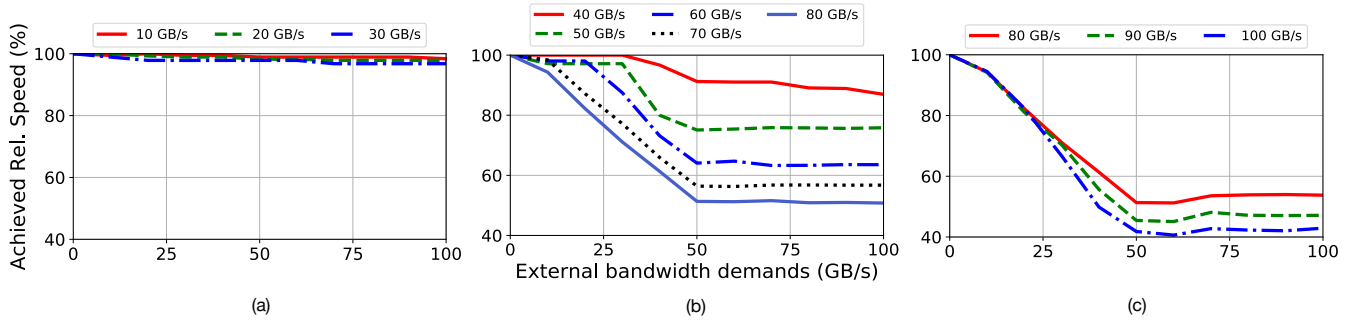 10 GB/s 20 GB/s 30 GB/s
Achieved Rel. Speed (%)
100
80
60
40
0 25 50 75 100
(a)
40 GB/s 60 GB/s 80 GB/s
50 GB/s 70 GB/s
100
80
60
40
0 25 50 75 100
External bandwidth demands (GB/s)
(b)
80 GB/s 90 GB/s 100 GB/s
100
80
60
40
0 25 50 75 100
(c)